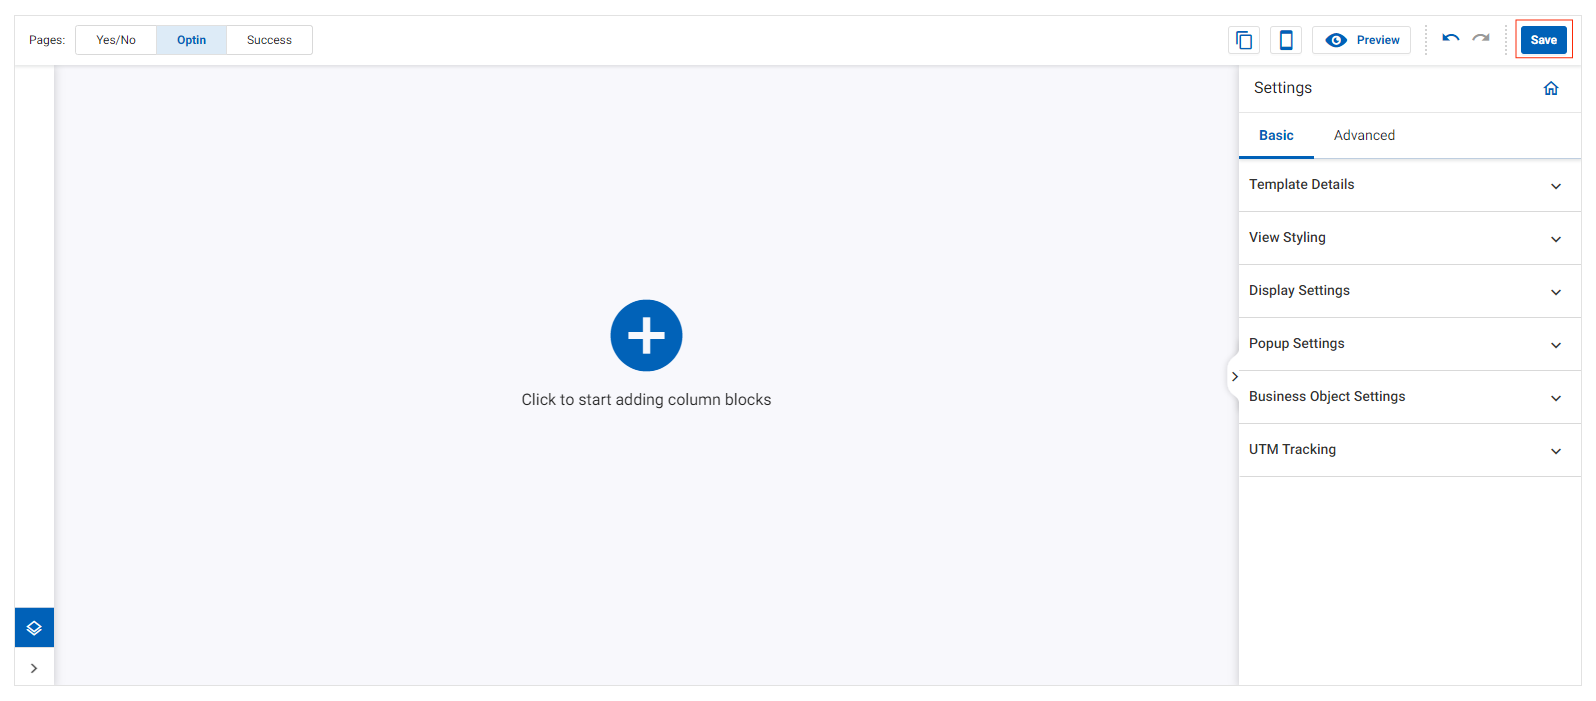 Pages: Yes/No Optin Success Preview Save
Settings
Basic Advanced
Template Details
View Styling
Display Settings
Popup Settings
Business Object Settings
UTM Tracking
Click to start adding column blocks